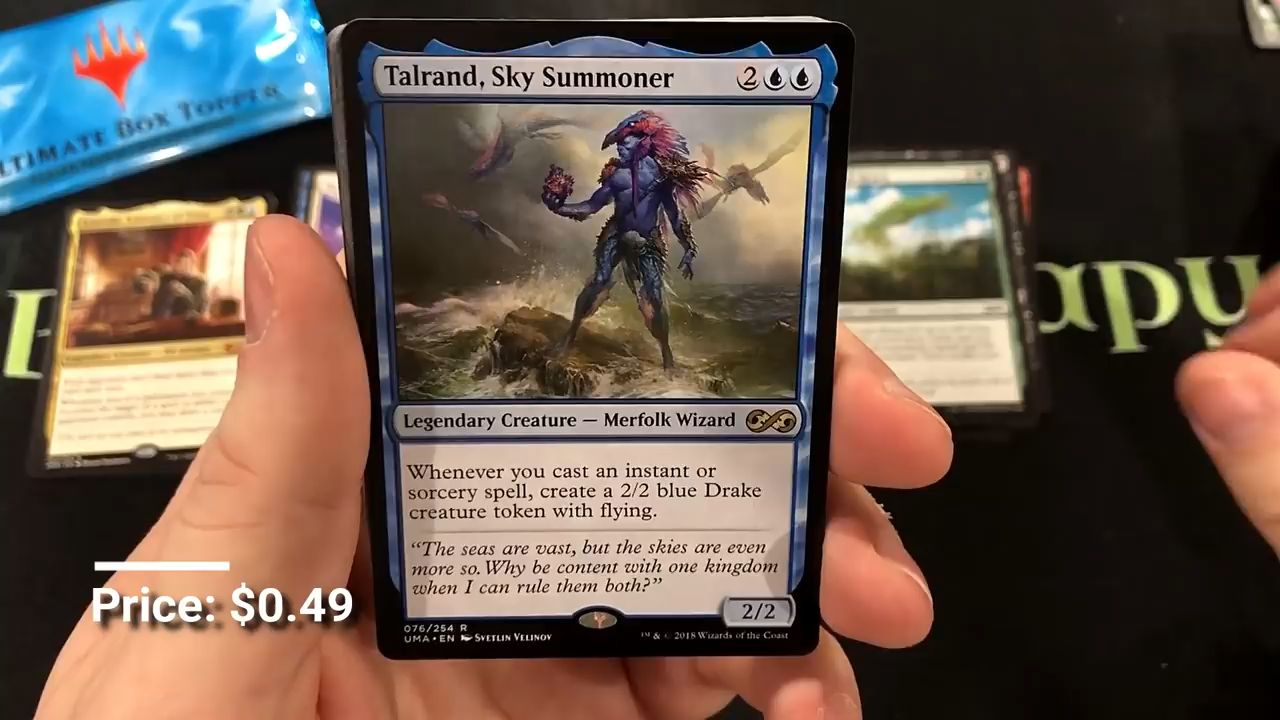 ULTIMATE BOX TOPPER
Talrand, Sky Summoner
2
apy
Legendary Creature — Merfolk Wizard
Whenever you cast an instant or
sorcery spell, create a 2/2 blue Drake
creature token with flying.
“The seas are vast, but the skies are even
more so. Why be content with one kingdom
when I can rule them both?”
2/2
076/254 R
UMA • EN Svetlin Velinov
™ & © 2018 Wizards of the Coast
Price: $0.49